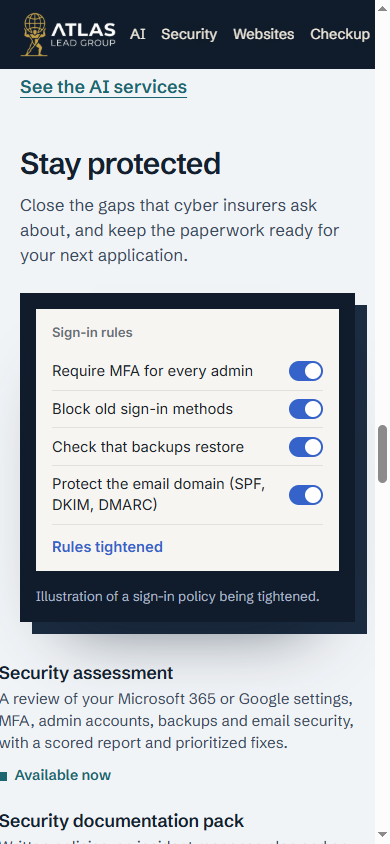 ATLAS
LEAD GROUP
AI Security Websites Checkup
See the AI services
Stay protected
Close the gaps that cyber insurers ask
about, and keep the paperwork ready for
your next application.
Sign-in rules
Require MFA for every admin
Block old sign-in methods
Check that backups restore
Protect the email domain (SPF,
DKIM, DMARC)
Rules tightened
Illustration of a sign-in policy being tightened.
Security assessment
A review of your Microsoft 365 or Google settings,
MFA, admin accounts, backups and email security,
with a scored report and prioritized fixes.
Available now
Security documentation pack